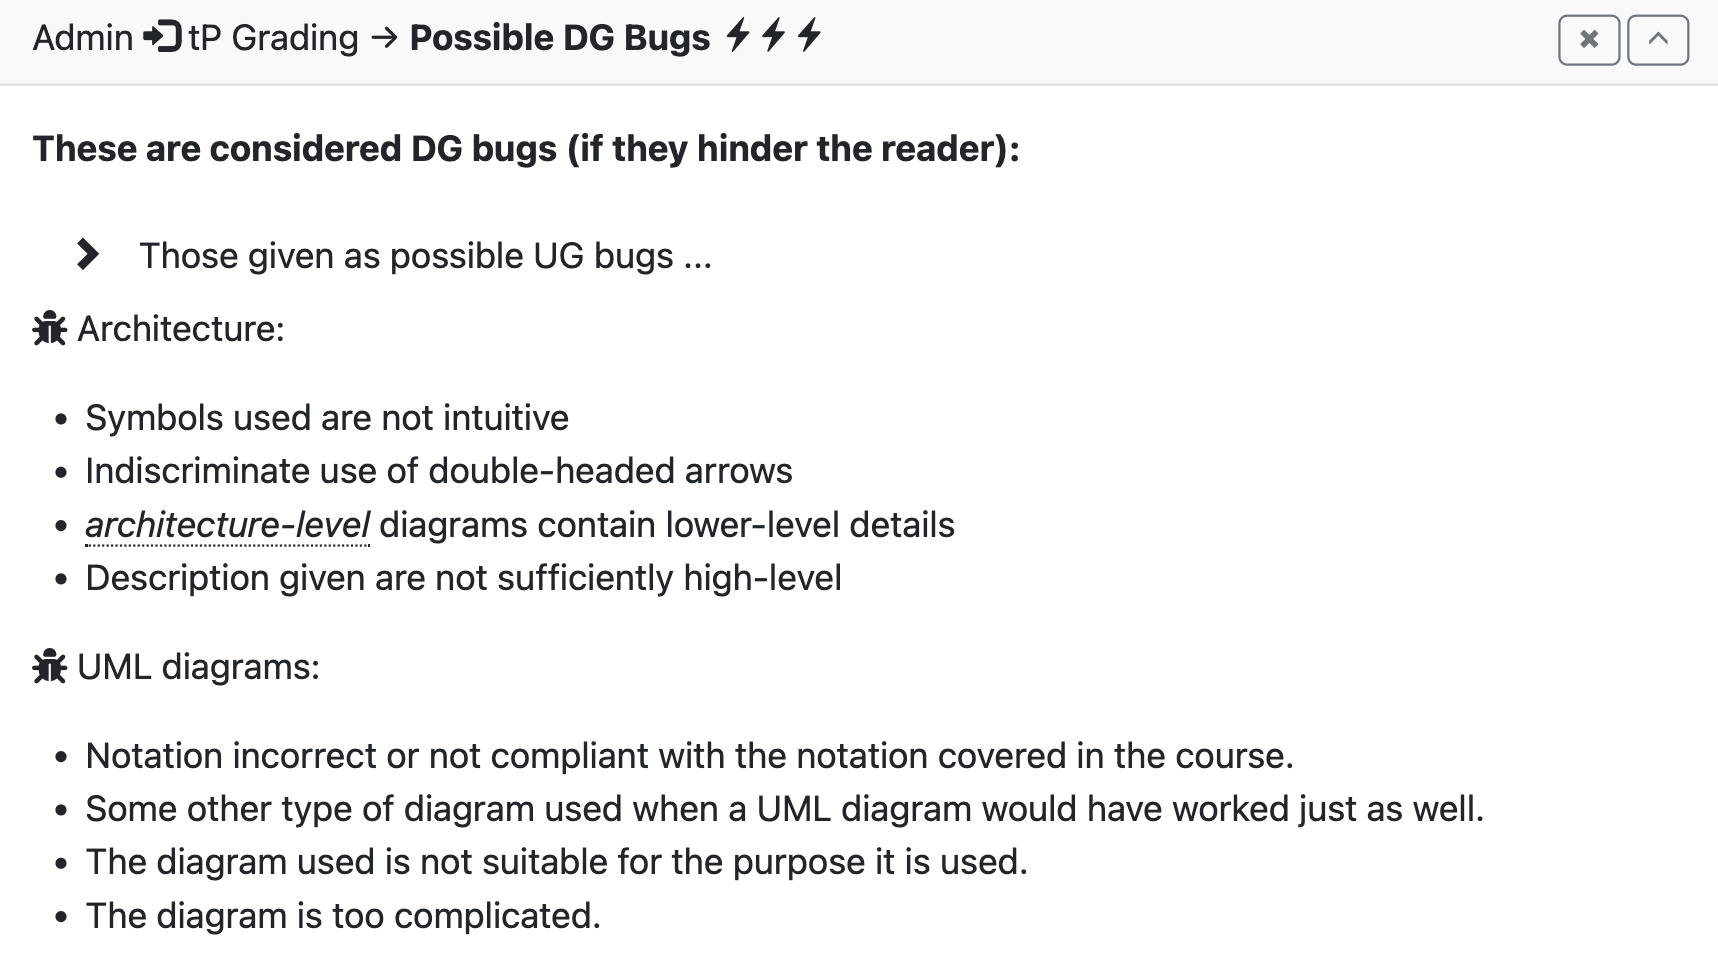 Admin tP Grading → Possible DG Bugs
These are considered DG bugs (if they hinder the reader):
Those given as possible UG bugs ...
Architecture:
• Symbols used are not intuitive
• Indiscriminate use of double-headed arrows
• architecture-level diagrams contain lower-level details
• Description given are not sufficiently high-level
UML diagrams:
• Notation incorrect or not compliant with the notation covered in the course.
• Some other type of diagram used when a UML diagram would have worked just as well.
• The diagram used is not suitable for the purpose it is used.
• The diagram is too complicated.